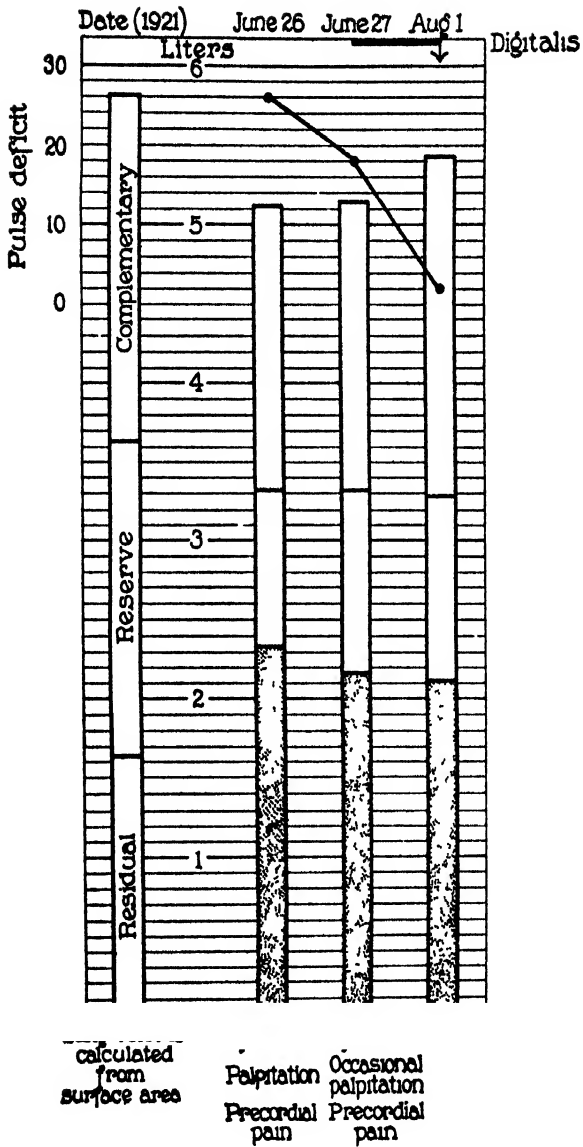 Date (1921) June 26 June 27 Aug 1
Liters
Digitalis
30
6
20
10
5
0
4
3
2
1
Pulse deficit
Complementary
Reserve
Residual
calculated
from
surface area
Palpitation
Precordial
pain
Occasional
palpitation
Precordial
pain